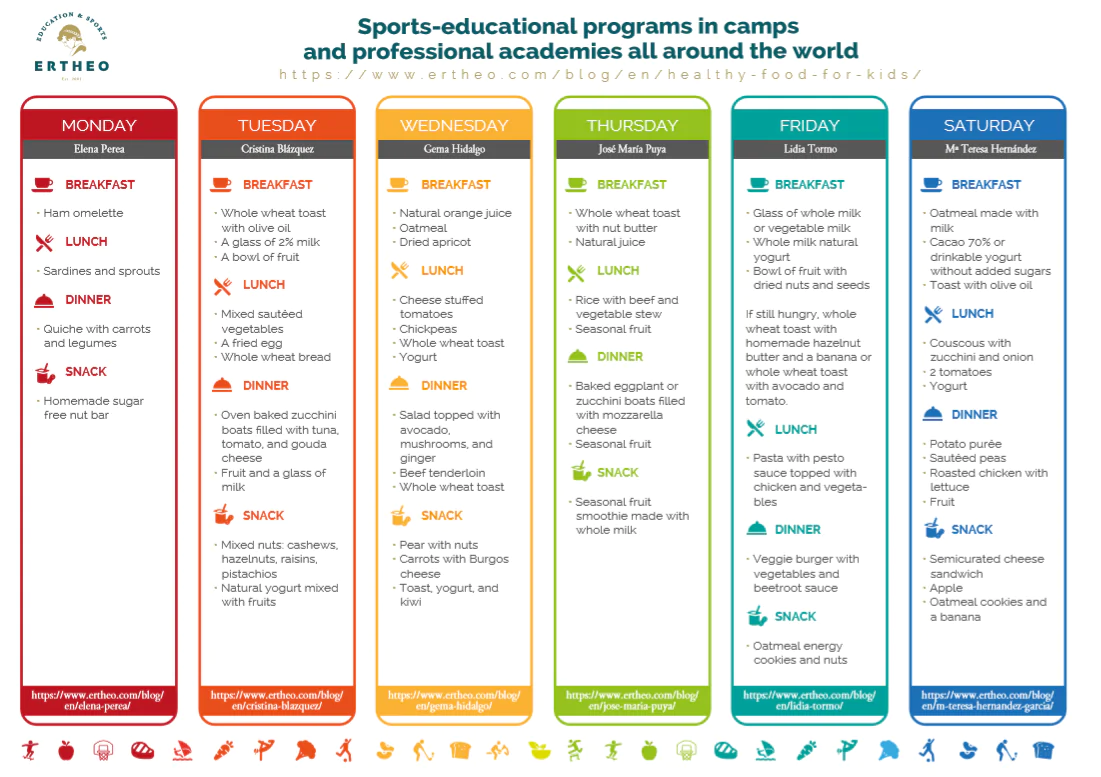 EDUCATION & SPORTS
ERTHEO
Est. 1991
Sports-educational programs in camps
and professional academies all around the world
https://www.ertheo.com/blog/en/healthy-food-for-kids/
MONDAY
Elena Perea
BREAKFAST
• Ham omelette
LUNCH
• Sardines and sprouts
DINNER
• Quiche with carrots
and legumes
SNACK
• Homemade sugar
free nut bar
https://www.ertheo.com/blog/
en/elena-perea/
TUESDAY
Cristina Blázquez
BREAKFAST
• Whole wheat toast
with olive oil
• A glass of 2% milk
• A bowl of fruit
LUNCH
• Mixed sautéed
vegetables
• A fried egg
• Whole wheat bread
DINNER
• Oven baked zucchini
boats filled with tuna,
tomato, and gouda
cheese
• Fruit and a glass of
milk
SNACK
• Mixed nuts: cashews,
hazelnuts, raisins,
pistachios
• Natural yogurt mixed
with fruits
https://www.ertheo.com/blog/
en/cristina-blazquez/
WEDNESDAY
Gema Hidalgo
BREAKFAST
• Natural orange juice
• Oatmeal
• Dried apricot
LUNCH
• Cheese stuffed
tomatoes
• Chickpeas
• Whole wheat toast
• Yogurt
DINNER
• Salad topped with
avocado,
mushrooms, and
ginger
• Beef tenderloin
• Whole wheat toast
SNACK
• Pear with nuts
• Carrots with Burgos
cheese
• Toast, yogurt, and
kiwi
https://www.ertheo.com/blog/
en/gema-hidalgo/
THURSDAY
José María Puya
BREAKFAST
• Whole wheat toast
with nut butter
• Natural juice
LUNCH
• Rice with beef and
vegetable stew
• Seasonal fruit
DINNER
• Baked eggplant or
zucchini boats filled
with mozzarella
cheese
• Seasonal fruit
SNACK
• Seasonal fruit
smoothie made with
whole milk
https://www.ertheo.com/blog/
en/jose-maria-puya/
FRIDAY
Lidia Tormo
BREAKFAST
• Glass of whole milk
or vegetable milk
• Whole milk natural
yogurt
• Bowl of fruit with
dried nuts and seeds
If still hungry, whole
wheat toast with
homemade hazelnut
butter and a banana or
whole wheat toast
with avocado and
tomato.
LUNCH
• Pasta with pesto
sauce topped with
chicken and vegeta-
bles
DINNER
• Veggie burger with
vegetables and
beetroot sauce
SNACK
• Oatmeal energy
cookies and nuts
https://www.ertheo.com/blog/
en/lidia-tormo/
SATURDAY
Mª Teresa Hernández
BREAKFAST
• Oatmeal made with
milk
• Cacao 70% or
drinkable yogurt
without added sugars
• Toast with olive oil
LUNCH
• Couscous with
zucchini and onion
• 2 tomatoes
• Yogurt
DINNER
• Potato purée
• Sautéed peas
• Roasted chicken with
lettuce
• Fruit
SNACK
• Semicurated cheese
sandwich
• Apple
• Oatmeal cookies and
a banana
https://www.ertheo.com/blog/
en/m-teresa-hernandez-garcia/